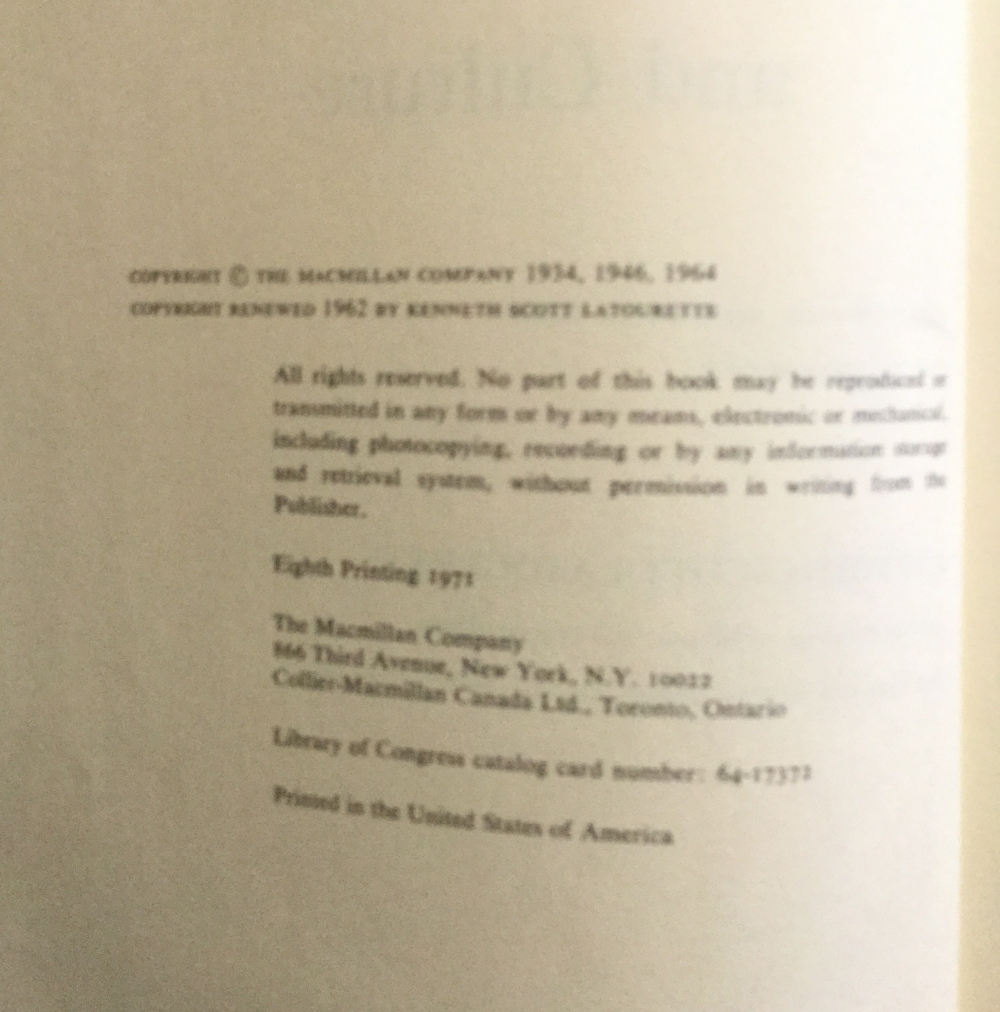 COPYRIGHT © THE MACMILLAN COMPANY 1934, 1946, 1964
COPYRIGHT RENEWED 1962 BY KENNETH SCOTT LATOURETTE
All rights reserved. No part of this book may be reproduced or
transmitted in any form or by any means, electronic or mechanical,
including photocopying, recording or by any information storage
and retrieval system, without permission in writing from the
Publisher.
Eighth Printing 1971
The Macmillan Company
866 Third Avenue, New York, N.Y. 10022
Collier-Macmillan Canada Ltd., Toronto, Ontario
Library of Congress catalog card number: 64-17372
Printed in the United States of America